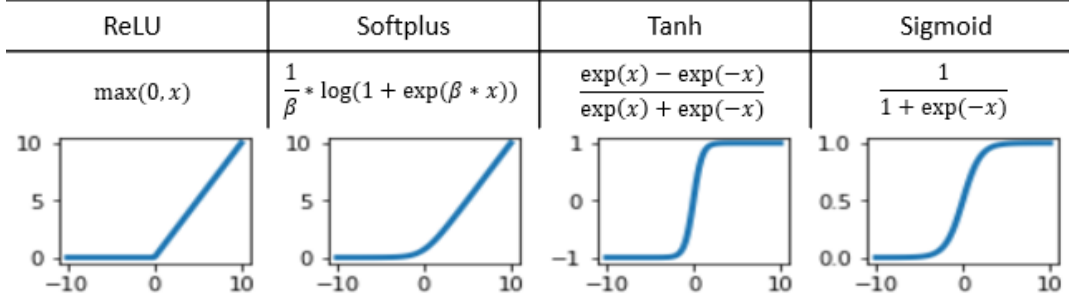 ReLU Softplus Tanh Sigmoid
max(0, x)
1/β * log(1 + exp(β * x))
exp(x) − exp(−x) / exp(x) + exp(−x)
1 / 1 + exp(−x)
10
5
0
−10 0 10
10
5
0
−10 0 10
1
0
−1
−10 0 10
1.0
0.5
0.0
−10 0 10